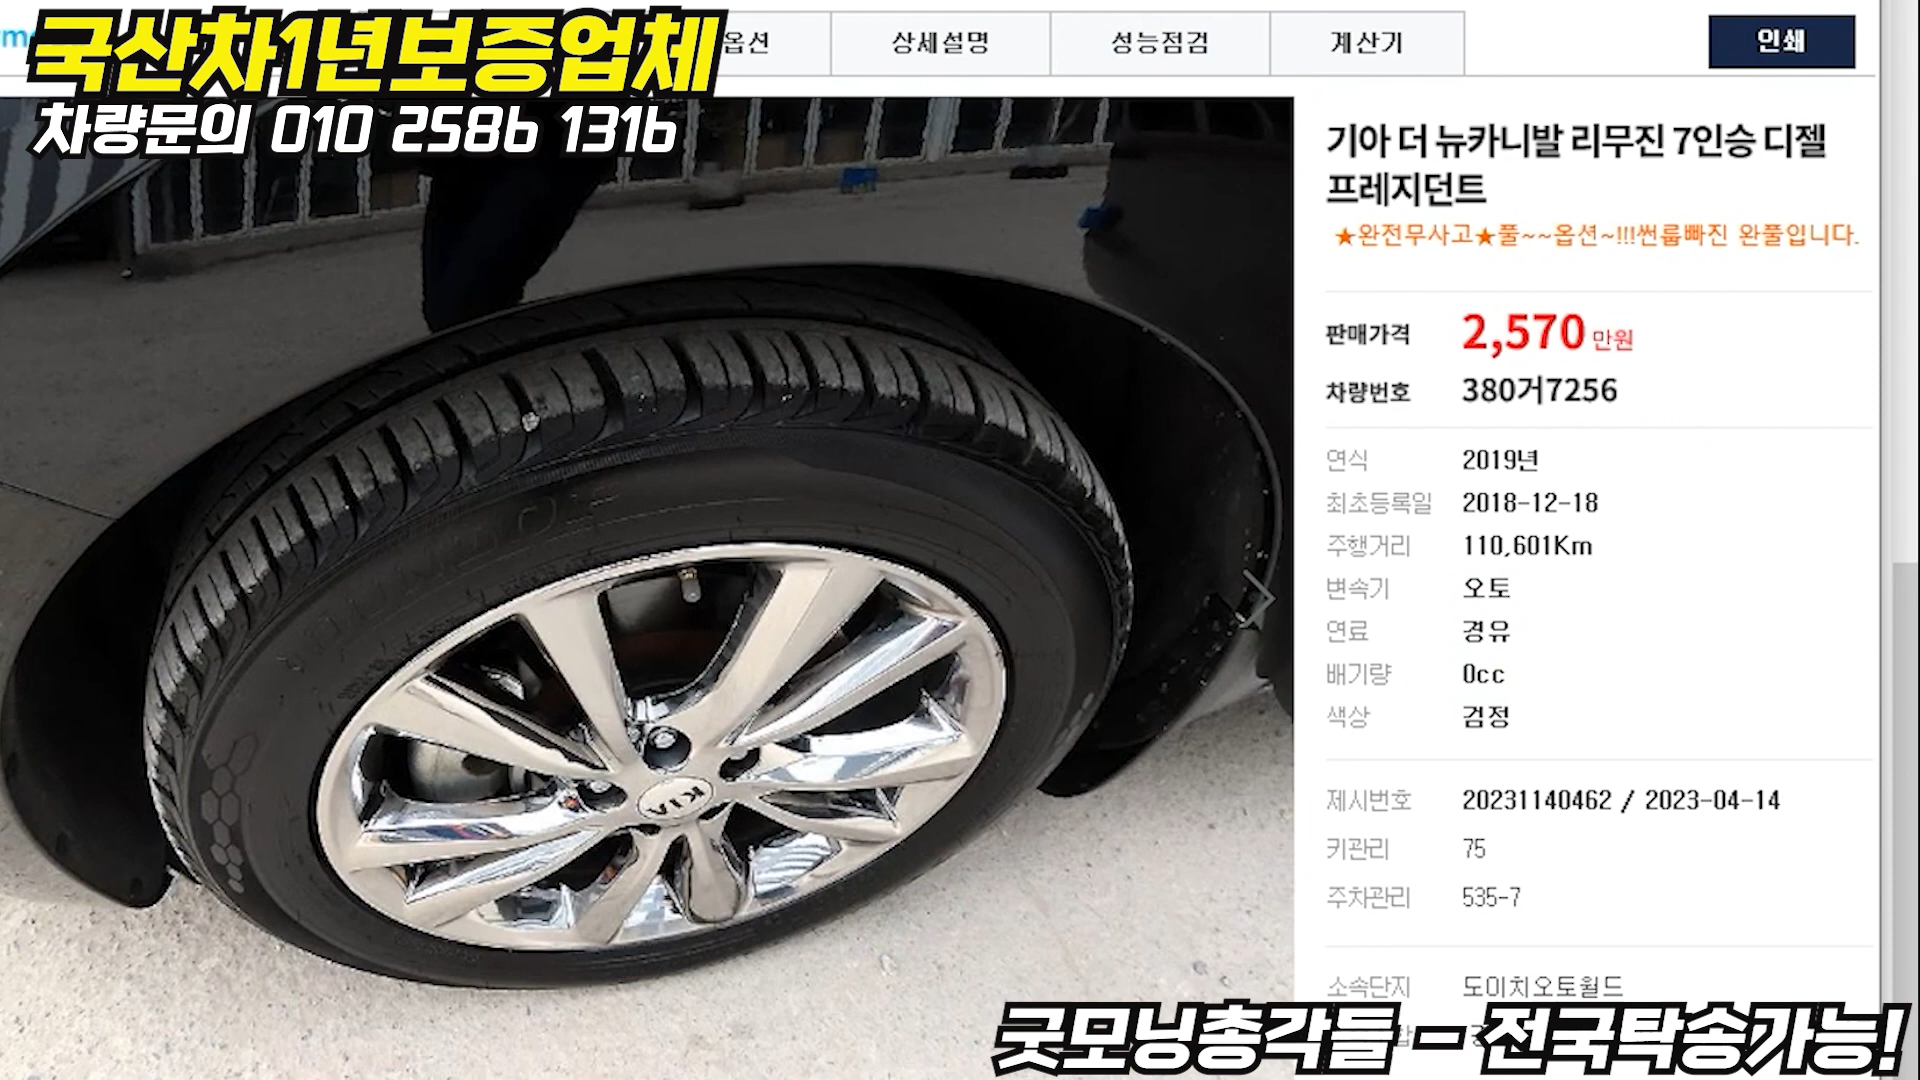 국산차1년보증업체
차량문의 010 2586 1316
옵션
상세설명
성능점검
계산기
인쇄
기아 더 뉴카니발 리무진 7인승 디젤
프레지던트
★완전무사고★풀~~옵션~!!!썬룹빠진 완풀입니다.
판매가격 2,570 만원
차량번호 380거7256
연식 2019년
최초등록일 2018-12-18
주행거리 110,601Km
변속기 오토
연료 경유
배기량 0cc
색상 검정
제시번호 20231140462 / 2023-04-14
키관리 75
주차관리 535-7
소속단지 도이치오토월드
굿모닝총각들 - 전국탁송가능!
KIA